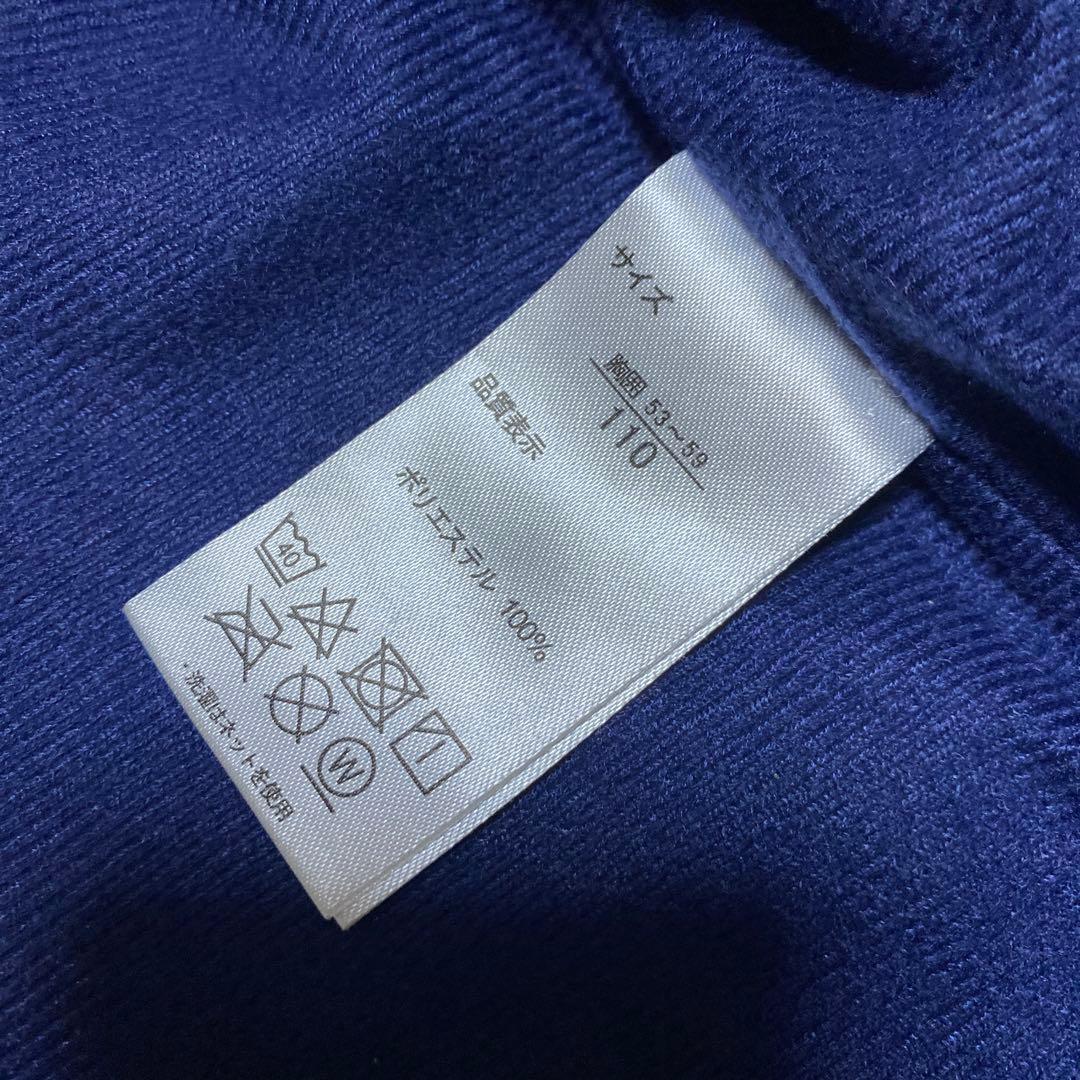 サイズ
胸囲 53〜59
110
品質表示
ポリエステル 100%
40
W
・洗濯はネットを使用